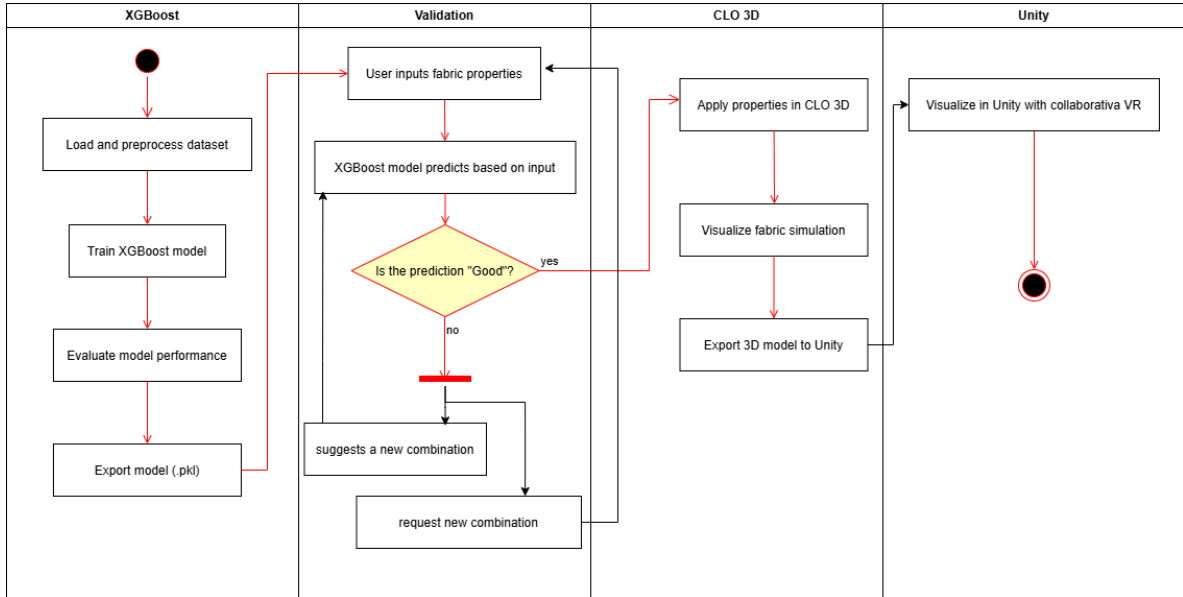 XGBoost
Validation
CLO 3D
Unity
Load and preprocess dataset
Train XGBoost model
Evaluate model performance
Export model (.pkl)
User inputs fabric properties
XGBoost model predicts based on input
Is the prediction "Good"?
yes
no
suggests a new combination
request new combination
Apply properties in CLO 3D
Visualize fabric simulation
Export 3D model to Unity
Visualize in Unity with collaborativa VR